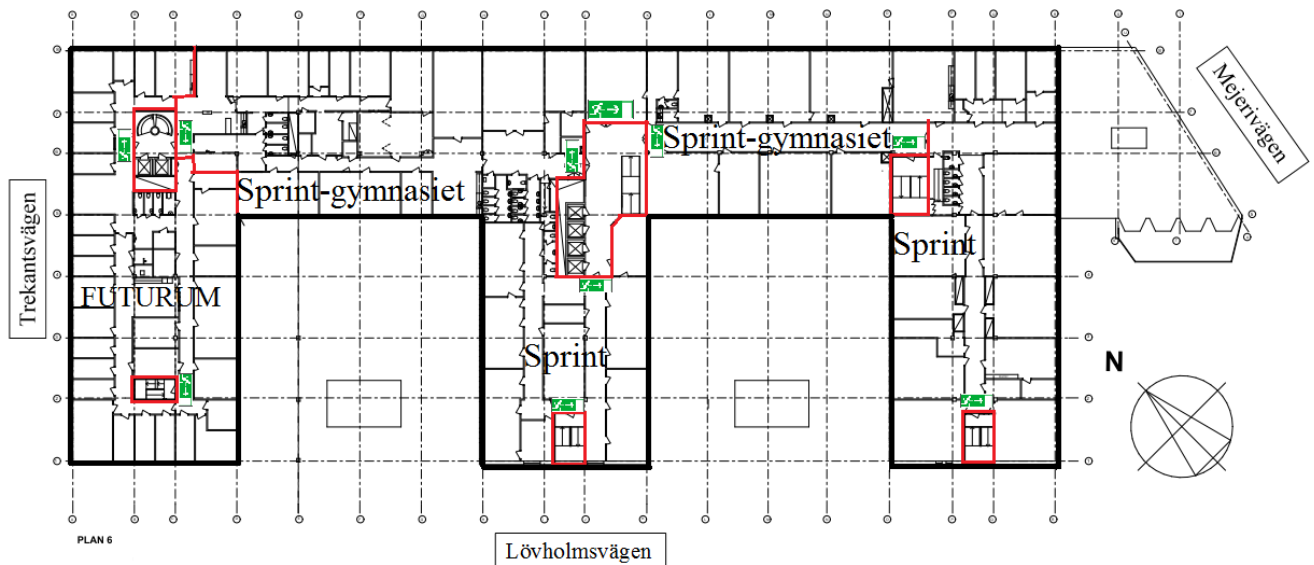 Mejerivägen
Sprint-gymnasiet
Sprint-gymnasiet
Trekantsvägen
Sprint
FUTURUM
Sprint
N
PLAN 6
Lövholmsvägen